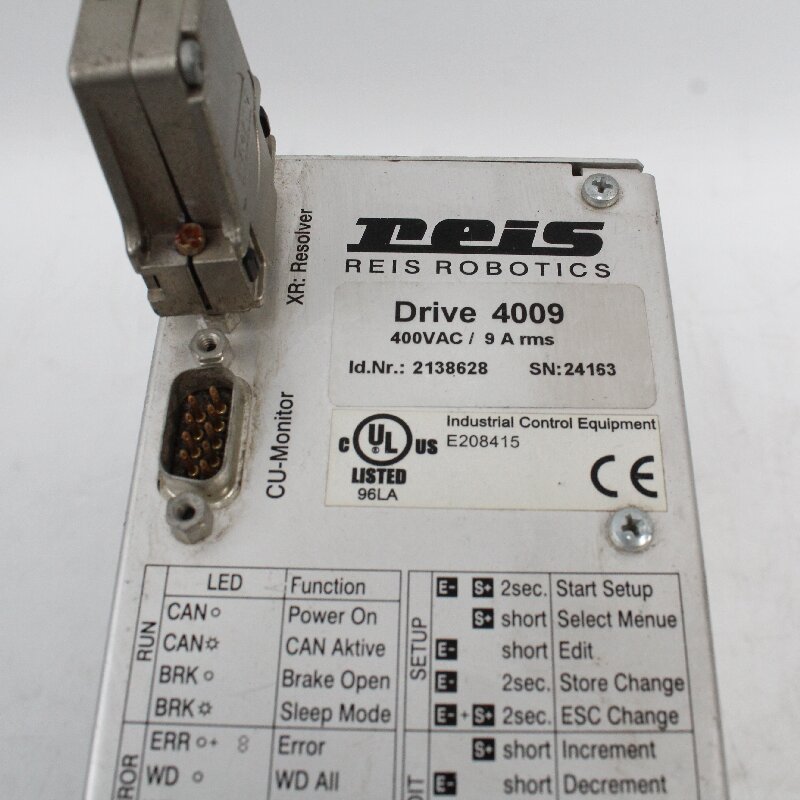 XR: Resolver
reis
REIS ROBOTICS
Drive 4009
400VAC / 9 A rms
Id.Nr.: 2138628 SN:24163
CU-Monitor
C UL US
LISTED
96LA
Industrial Control Equipment
E208415
CE
RUN
LED Function
CAN Power On
CAN CAN Aktive
BRK Brake Open
BRK Sleep Mode
ERR + 8 Error
WD WD All
SETUP
E- S+ 2sec. Start Setup
S+ short Select Menue
E- short Edit
E- 2sec. Store Change
E- + S+ 2sec. ESC Change
S+ short Increment
E- short Decrement